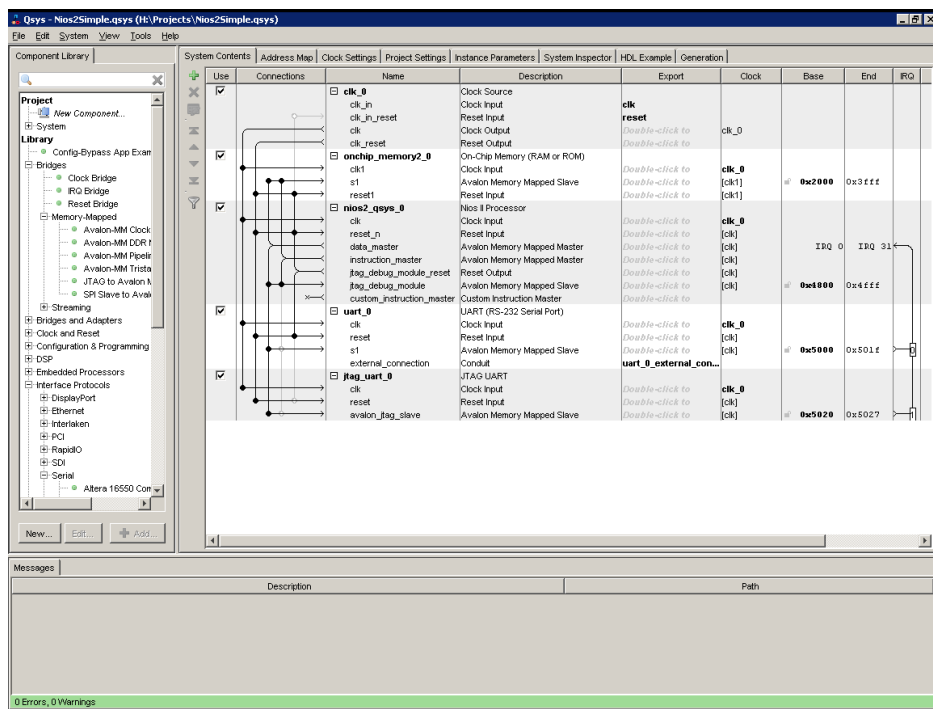 Qsys - Nios2Simple.qsys (H:\Projects\Nios2Simple.qsys)
File Edit System View Tools Help
Component Library
System Contents Address Map Clock Settings Project Settings Instance Parameters System Inspector HDL Example Generation
Use Connections Name Description Export Clock Base End IRQ
Project
New Component...
System
Library
Config-Bypass App Exam
Bridges
Clock Bridge
IRQ Bridge
Reset Bridge
Memory-Mapped
Avalon-MM Clock
Avalon-MM DDR
Avalon-MM Pipelin
Avalon-MM Trista
JTAG to Avalon
SPI Slave to Aval
Streaming
Bridges and Adapters
Clock and Reset
Configuration & Programming
DSP
Embedded Processors
Interface Protocols
DisplayPort
Ethernet
Interlaken
PCI
RapidIO
SDI
Serial
Altera 16550 Com
New... Edit... Add...
clk_0 Clock Source
clk_in Clock Input clk
clk_in_reset Reset Input reset
clk Clock Output Double-click to clk_0
clk_reset Reset Output Double-click to
onchip_memory2_0 On-Chip Memory (RAM or ROM)
clk1 Clock Input Double-click to clk_0
s1 Avalon Memory Mapped Slave Double-click to [clk1] 0x2000 0x3fff
reset1 Reset Input Double-click to [clk1]
nios2_qsys_0 Nios II Processor
clk Clock Input Double-click to clk_0
reset_n Reset Input Double-click to [clk]
data_master Avalon Memory Mapped Master Double-click to [clk] IRQ 0 IRQ 31
instruction_master Avalon Memory Mapped Master Double-click to [clk]
jtag_debug_module_reset Reset Output Double-click to [clk]
jtag_debug_module Avalon Memory Mapped Slave Double-click to [clk] 0x4800 0x4fff
custom_instruction_master Custom Instruction Master Double-click to
uart_0 UART (RS-232 Serial Port)
clk Clock Input Double-click to clk_0
reset Reset Input Double-click to [clk]
s1 Avalon Memory Mapped Slave Double-click to [clk] 0x5000 0x501f 0
external_connection Conduit uart_0_external_con...
jtag_uart_0 JTAG UART
clk Clock Input Double-click to clk_0
reset Reset Input Double-click to [clk]
avalon_jtag_slave Avalon Memory Mapped Slave Double-click to [clk] 0x5020 0x5027 1
Messages
Description Path
0 Errors, 0 Warnings